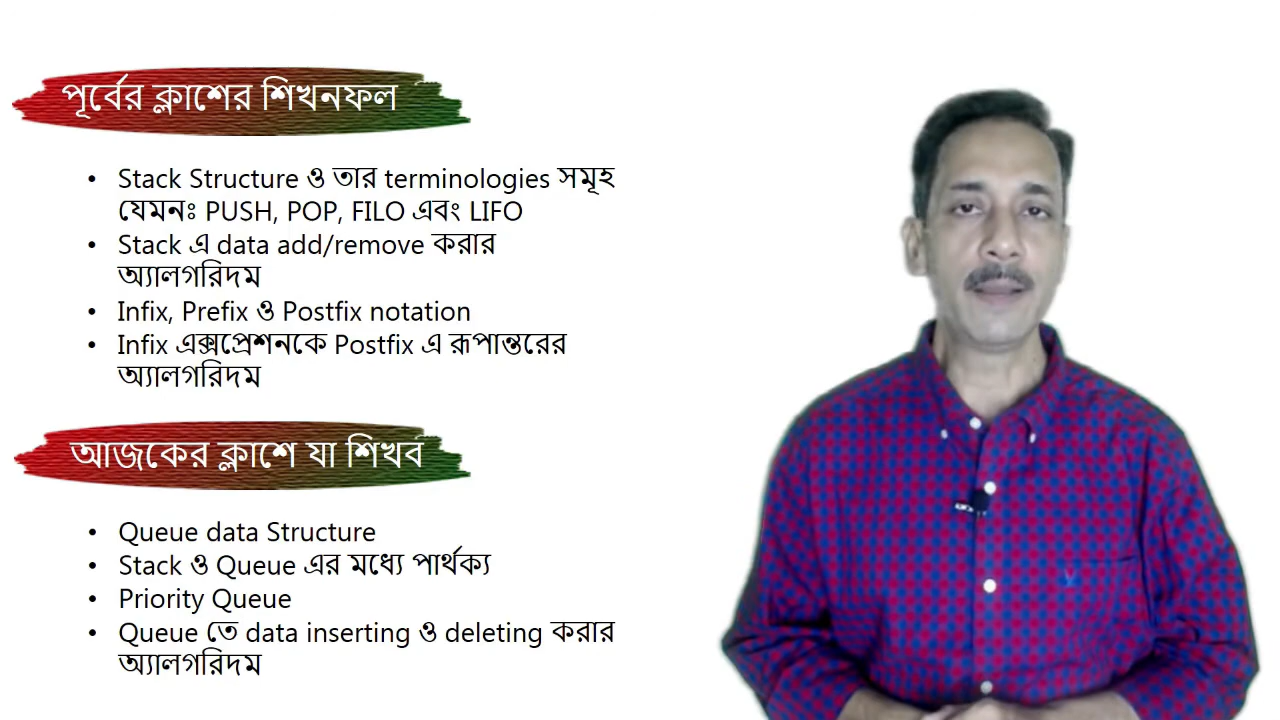 পূর্বের ক্লাশের শিখনফল
• Stack Structure ও তার terminologies সমূহ
যেমনঃ PUSH, POP, FILO এবং LIFO
• Stack এ data add/remove করার
অ্যালগরিদম
• Infix, Prefix ও Postfix notation
• Infix এক্সপ্রেশনকে Postfix এ রূপান্তরের
অ্যালগরিদম
আজকের ক্লাশে যা শিখব
• Queue data Structure
• Stack ও Queue এর মধ্যে পার্থক্য
• Priority Queue
• Queue তে data inserting ও deleting করার
অ্যালগরিদম